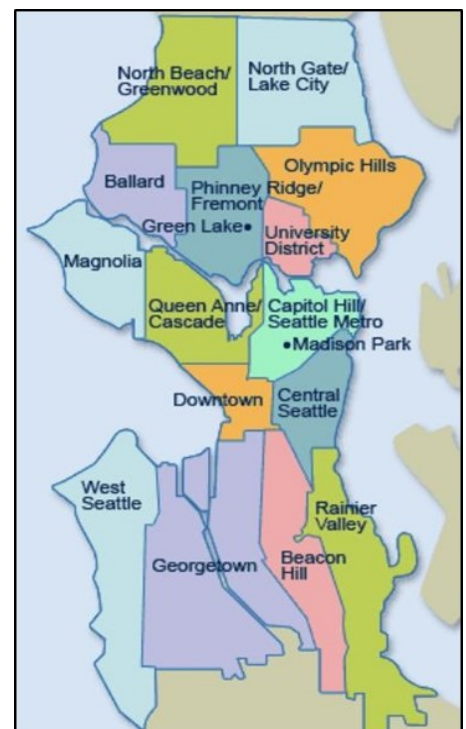 North Beach/
Greenwood
North Gate/
Lake City
Ballard
Phinney Ridge/
Fremont
Olympic Hills
Green Lake
University
District
Magnolia
Queen Anne/
Cascade
Capitol Hill/
Seattle Metro
Madison Park
Downtown
Central
Seattle
West
Seattle
Rainier
Valley
Georgetown
Beacon
Hill